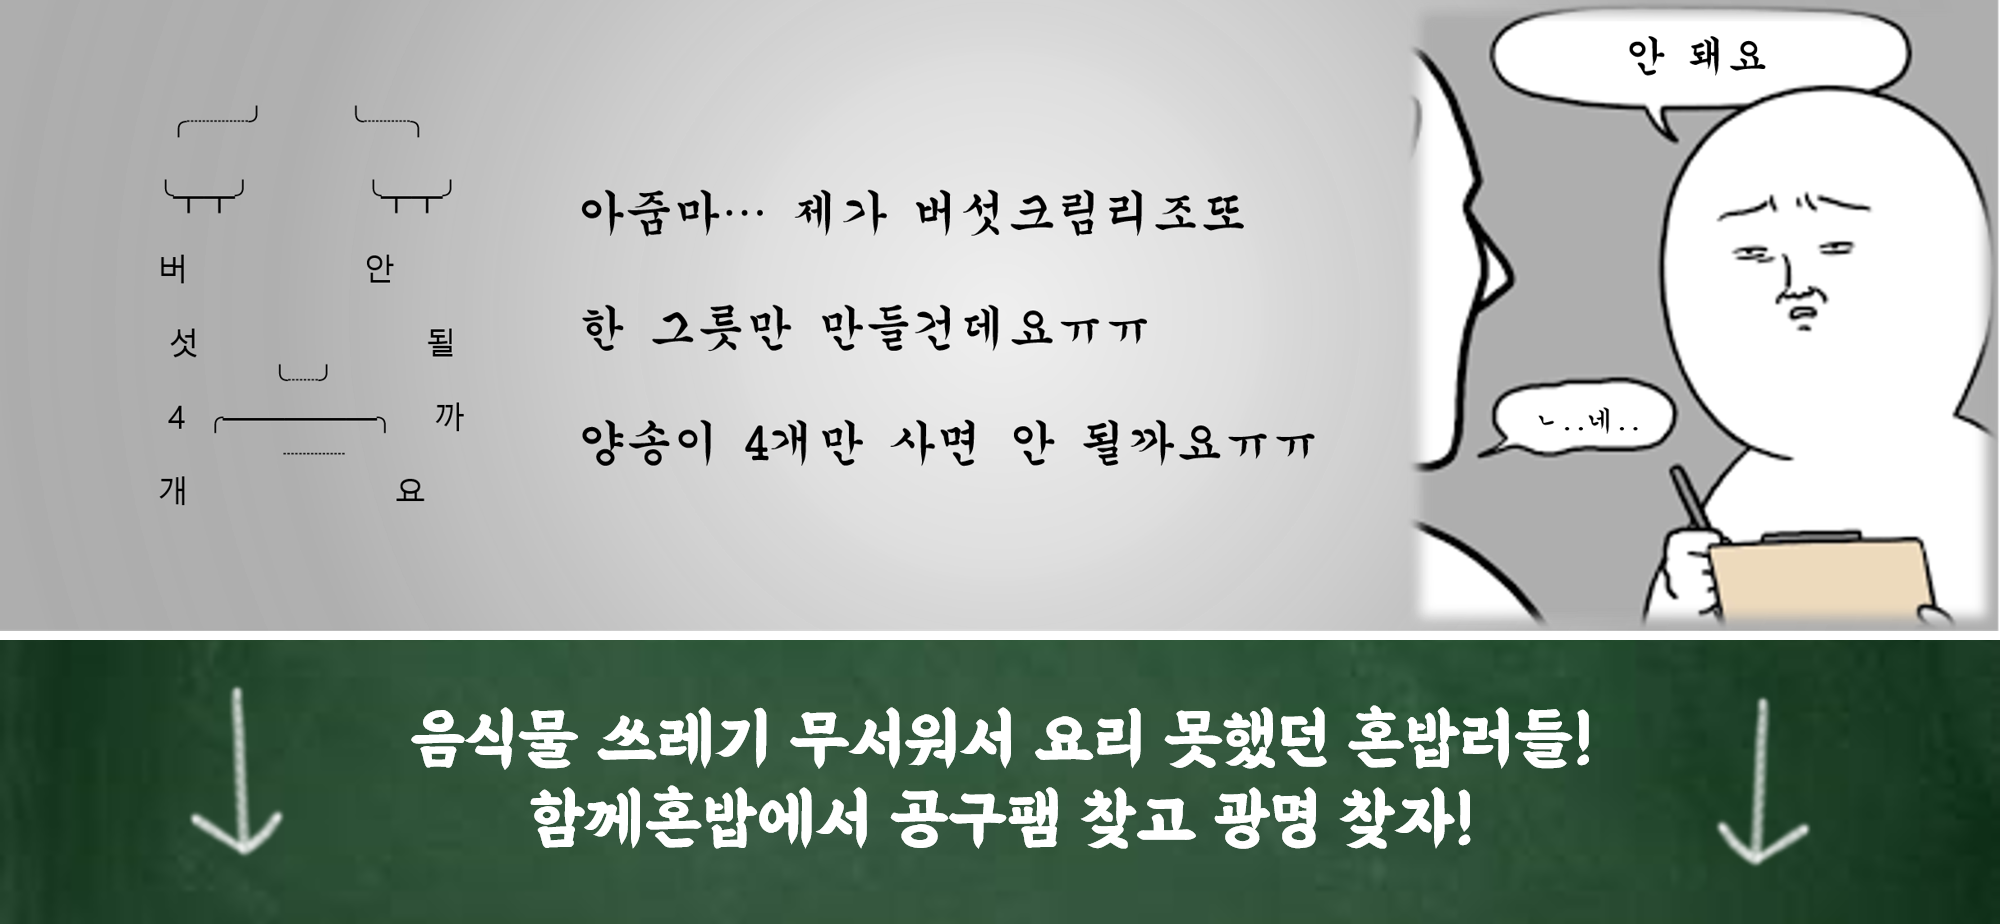 버 안
섯 될
4 까
개 요
아줌마… 제가 버섯크림리조또
한 그릇만 만들건데요ㅠㅠ
양송이 4개만 사면 안 될까요ㅠㅠ
안 돼요
ㄴ..네..
음식물 쓰레기 무서워서 요리 못했던 혼밥러들!
함께혼밥에서 공구팸 찾고 광명 찾자!